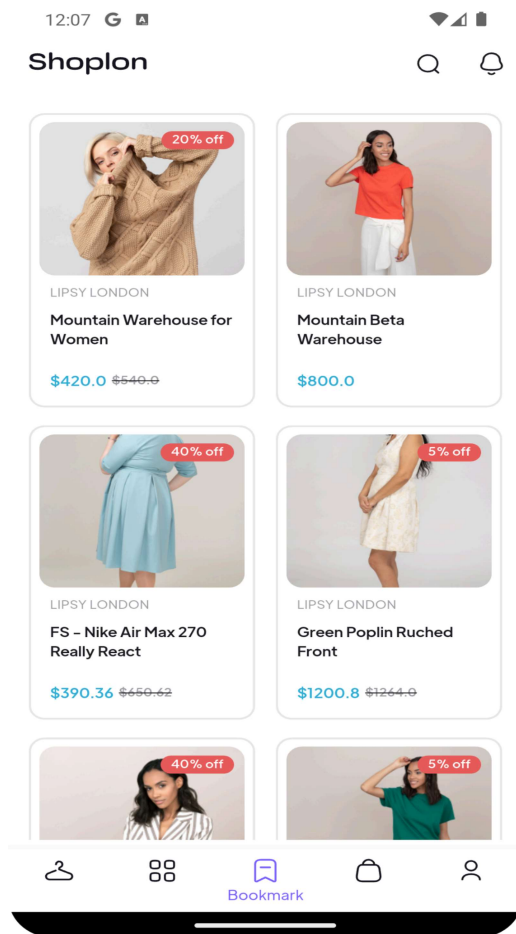 12:07
Shoplon
20% off
LIPSY LONDON
Mountain Warehouse for
Women
$420.0 $540.0
LIPSY LONDON
Mountain Beta
Warehouse
$800.0
40% off
LIPSY LONDON
FS - Nike Air Max 270
Really React
$390.36 $650.62
5% off
LIPSY LONDON
Green Poplin Ruched
Front
$1200.8 $1264.0
40% off
5% off
Bookmark